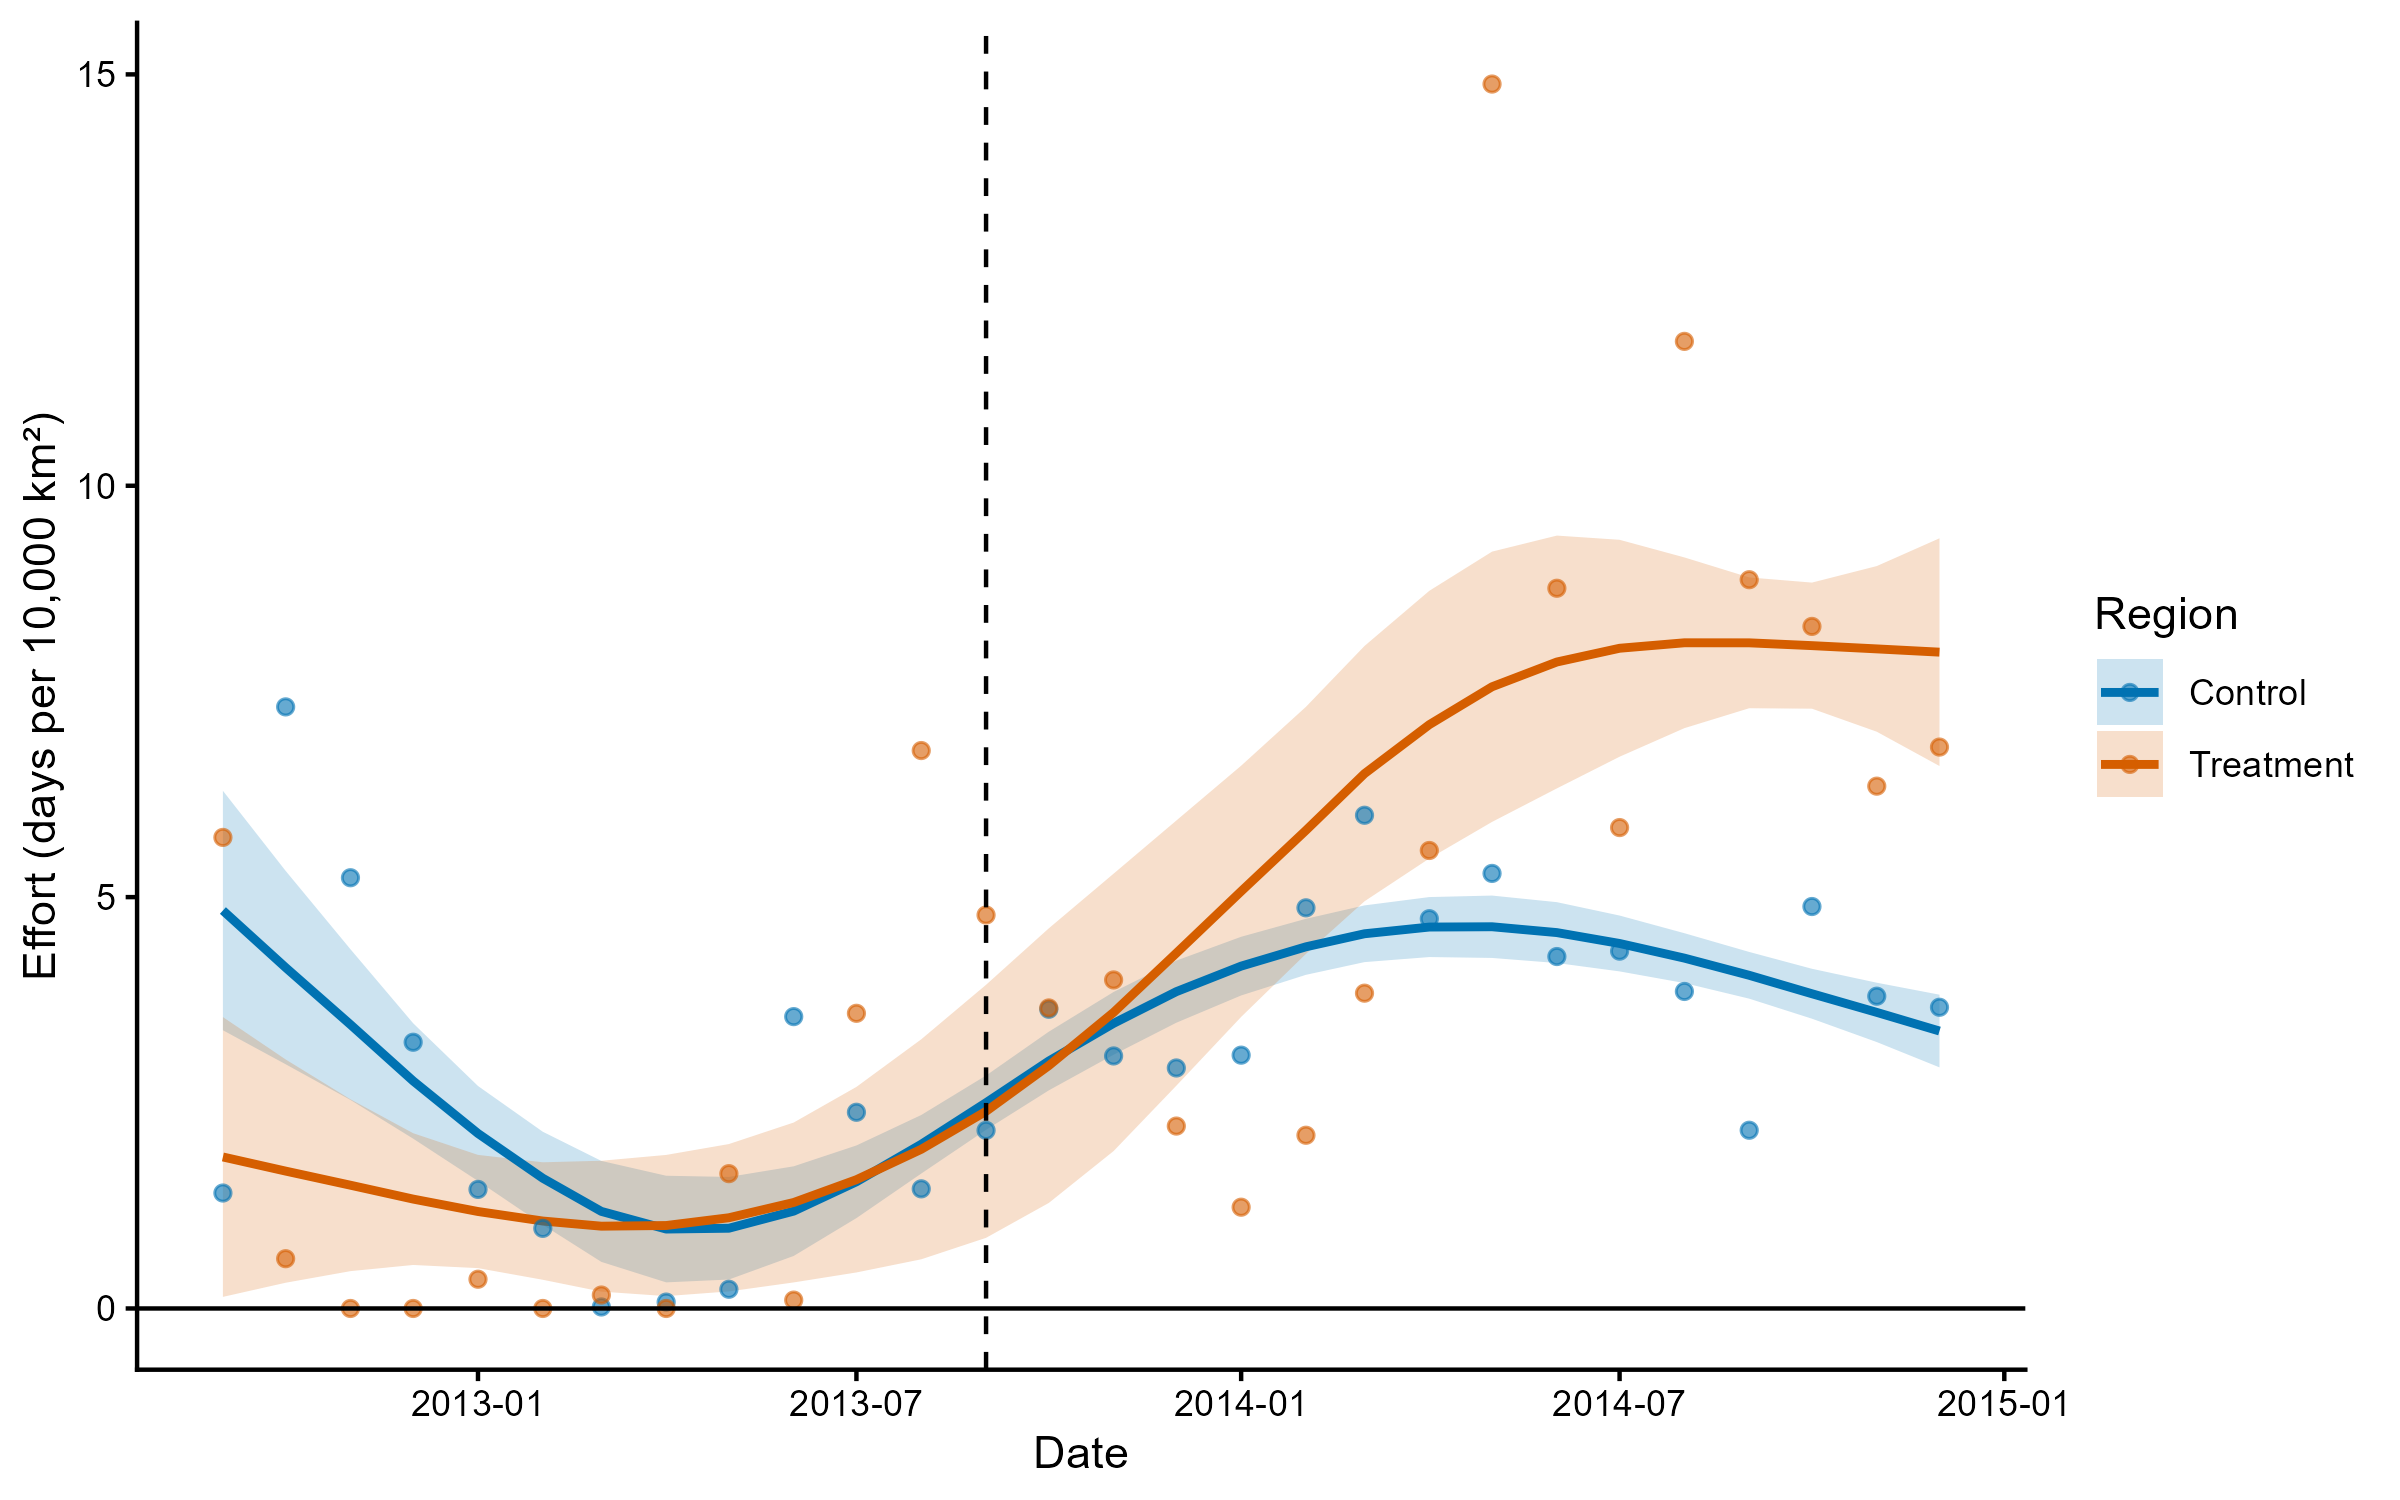 15
10
5
0
Effort (days per 10,000 km²)
2013-01
2013-07
2014-01
2014-07
2015-01
Date
Region
Control
Treatment